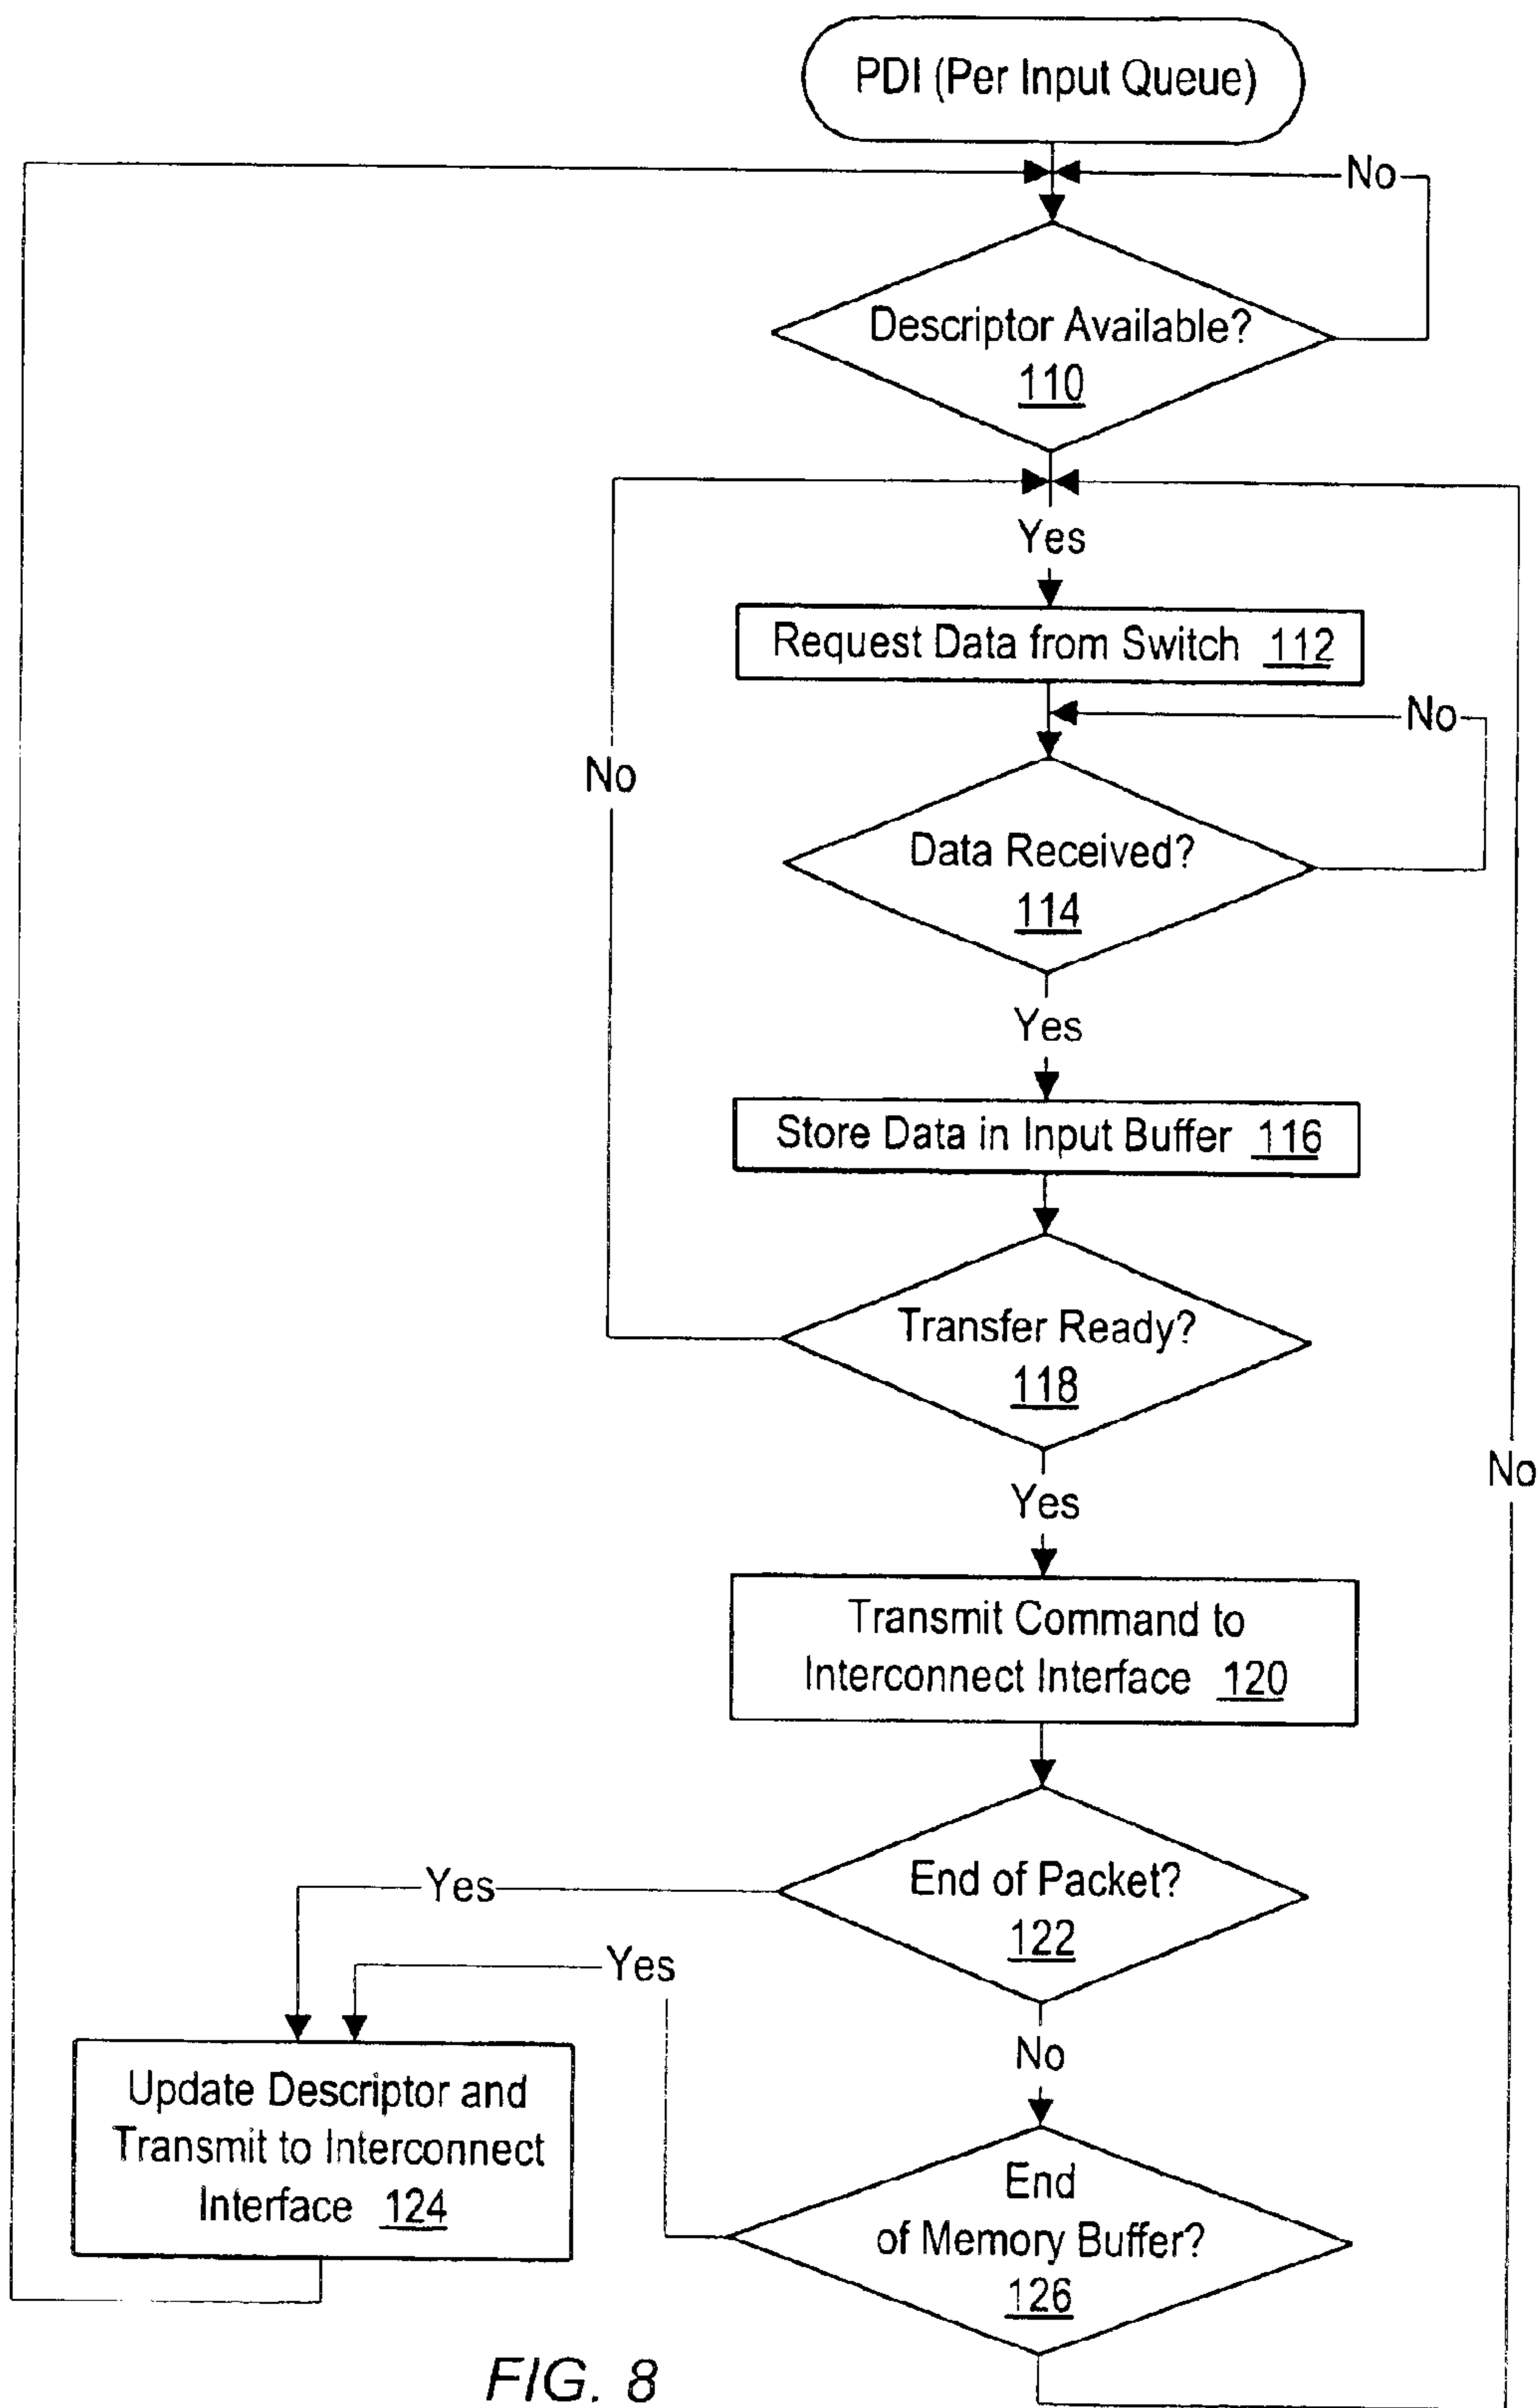 PDI (Per Input Queue)
No
Descriptor Available?
110
Yes
Request Data from Switch 112
No
No
Data Received?
114
Yes
Store Data in Input Buffer 116
Transfer Ready?
118
No
Yes
Transmit Command to
Interconnect Interface 120
Yes
End of Packet?
122
Yes
No
Update Descriptor and
Transmit to Interconnect
Interface 124
End
of Memory Buffer?
126
FIG. 8